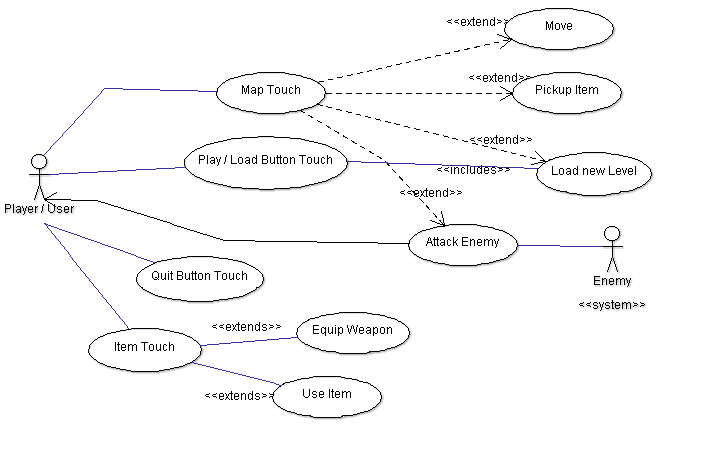 <<extend>>
Move
<<extend>>
Map Touch
Pickup Item
<<extend>>
Play / Load Button Touch
<<includes>>
Load new Level
<<extend>>
Player / User
Attack Enemy
Quit Button Touch
Enemy
<<system>>
<<extends>>
Equip Weapon
Item Touch
<<extends>>
Use Item